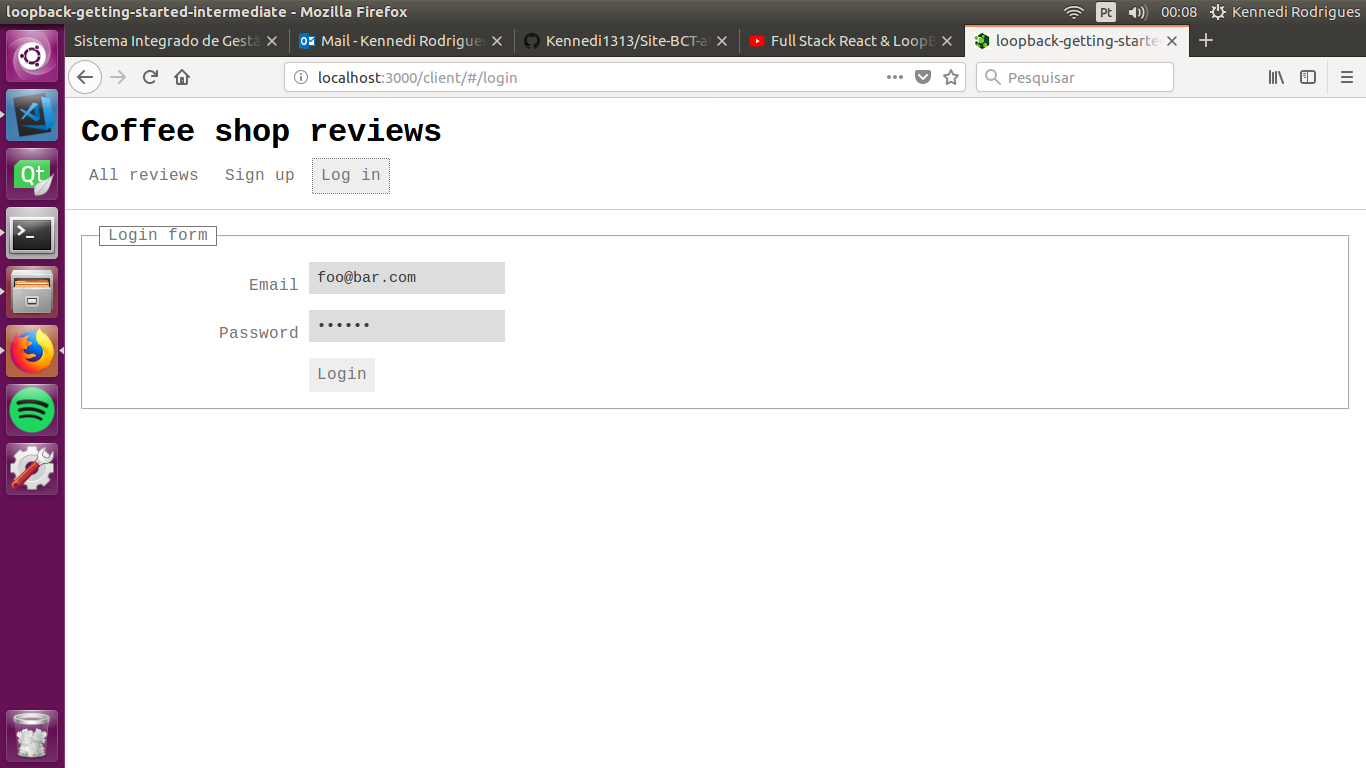 loopback-getting-started-intermediate - Mozilla Firefox
Pt 00:08 Kennedi Rodrigues
Sistema Integrado de Gestã Mail - Kennedi Rodrigue Kennedi1313/Site-BCT-a Full Stack React & LoopB loopback-getting-starte
localhost:3000/client/#/login Pesquisar
Coffee shop reviews
All reviews Sign up Log in
Login form
Email foo@bar.com
Password ••••••
Login
Qt